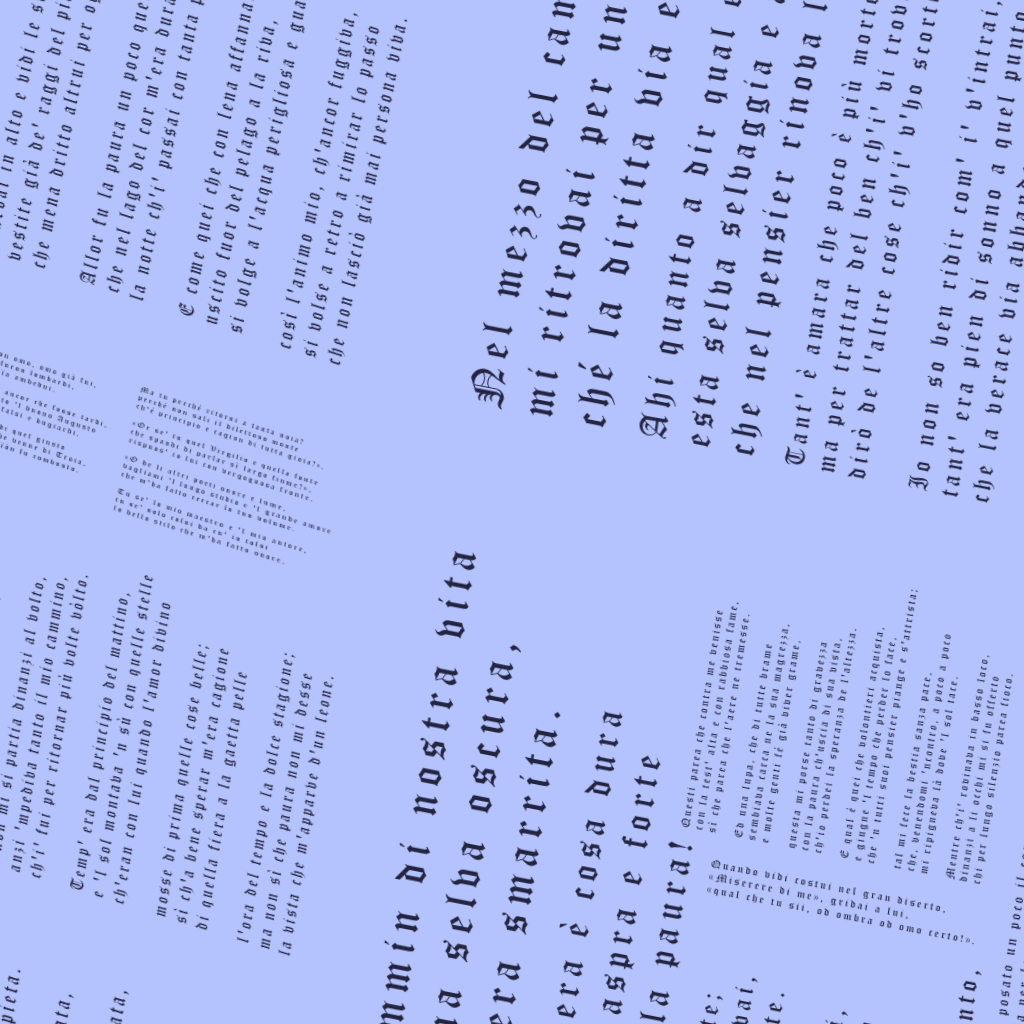 Nel mezzo del cam
mi ritrovai per un
ché la diritta via e
Ahi quanto a dir qual e
esta selva selvaggia e
che nel pensier rinova l
Tant' è amara che poco è più mort
ma per trattar del ben ch'i' vi trov
dirò de l'altre cose ch'i' v'ho scort
Io non so ben ridir com' i' v'intrai,
tant' era pien di sonno a quel punto
che la verace via abband
mmin di nostra vita
a selva oscura,
era smarrita.
era è cosa dura
aspra e forte
la paura!
te;
vai,
te.
in alto e vidi le s
vestite già de' raggi del pi
che mena dritto altrui per og
Allor fu la paura un poco que
che nel lago del cor m'era dura
la notte ch'i' passai con tanta p
E come quei che con lena affanna
uscito fuor del pelago a la riva,
si volge a l'acqua perigliosa e gua
così l'animo mio, ch'ancor fuggiva,
si volse a retro a rimirar lo passo
che non lasciò già mai persona viva.
pieta.
ata,
ata,
nto,
posato un poco il c
mi si partia dinanzi al volto,
anzi 'mpediva tanto il mio cammino,
ch'i' fui per ritornar più volte vòlto.
Temp' era dal principio del mattino,
e 'l sol montava 'n sù con quelle stelle
ch'eran con lui quando l'amor divino
mosse di prima quelle cose belle;
sì ch'a bene sperar m'era cagione
di quella fiera a la gaetta pelle
l'ora del tempo e la dolce stagione;
ma non sì che paura non mi desse
la vista che m'apparve d'un leone.
Questi parea che contra me venisse
con la test' alta e con rabbiosa fame,
sì che parea che l'aere ne tremesse.
Ed una lupa, che di tutte brame
sembiava carca ne la sua magrezza,
e molte genti fé già viver grame,
questa mi porse tanto di gravezza
con la paura ch'uscia di sua vista,
ch'io perdei la speranza de l'altezza.
E qual è quei che volontieri acquista,
e giugne 'l tempo che perder lo face,
che 'n tutti suoi pensier piange e s'attrista;
tal mi fece la bestia sanza pace,
che, venendomi 'ncontro, a poco a poco
mi ripigneva là dove 'l sol tace.
Mentre ch'i' rovinava in basso loco,
dinanzi a li occhi mi si fu offerto
chi per lungo silenzio parea fioco.
Quando vidi costui nel gran diserto,
«Miserere di me», gridai a lui,
«qual che tu sii, od ombra od omo certo!».
omo, omo già fui,
furon lombardi,
ambedui.
ancor che fosse tardi,
'l buono Augusto
falsi e bugiardi.
quel giusto
venne di Troia,
Ilïón fu combusto.
Ma tu perché ritorni a tanta noia?
perché non sali il dilettoso monte
ch'è principio e cagion di tutta gioia?».
«Or se' tu quel Virgilio e quella fonte
che spandi di parlar sì largo fiume?»,
rispuos' io lui con vergognosa fronte.
«O de li altri poeti onore e lume,
vagliami 'l lungo studio e 'l grande amore
che m'ha fatto cercar lo tuo volume.
Tu se' lo mio maestro e 'l mio autore,
tu se' solo colui da cu' io tolsi
lo bello stilo che m'ha fatto onore.